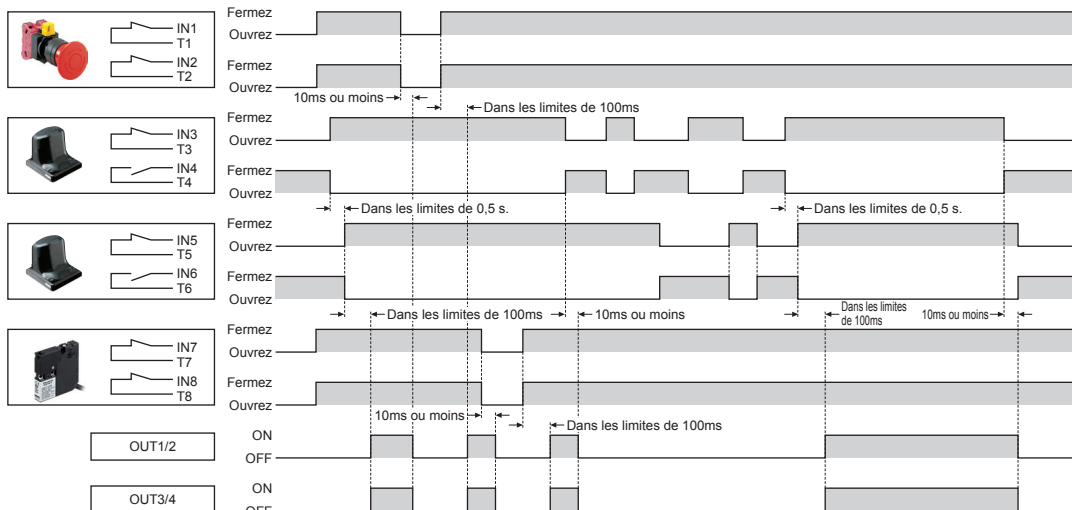 Fermez
IN1
Ouvrez
T1
Fermez
IN2
Ouvrez
T2
10ms ou moins
Dans les limites de 100ms
Fermez
IN3
Ouvrez
T3
Fermez
IN4
Ouvrez
T4
Dans les limites de 0,5 s.
Dans les limites de 0,5 s.
Fermez
IN5
Ouvrez
T5
Fermez
IN6
Ouvrez
T6
Dans les limites de 100ms
10ms ou moins
Dans les limites
de 100ms
10ms ou moins
Fermez
IN7
Ouvrez
T7
Fermez
IN8
Ouvrez
T8
10ms ou moins
Dans les limites de 100ms
OUT1/2
ON
OFF
OUT3/4
ON
OFF